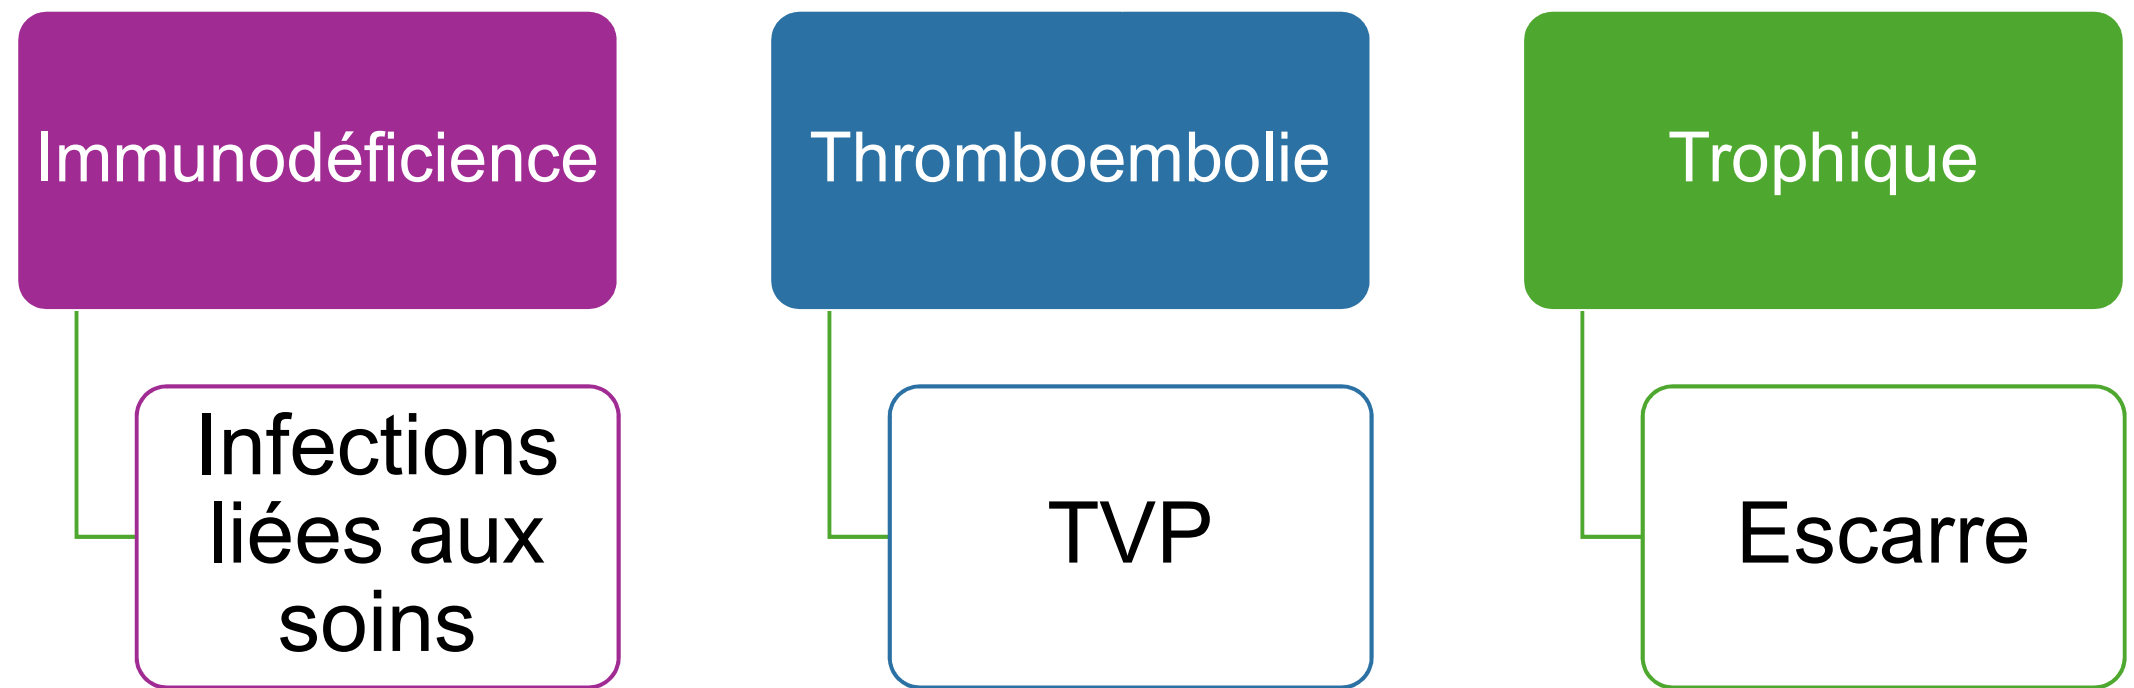 Immunodéficience
Infections
liées aux
soins
Thromboembolie
TVP
Trophique
Escarre